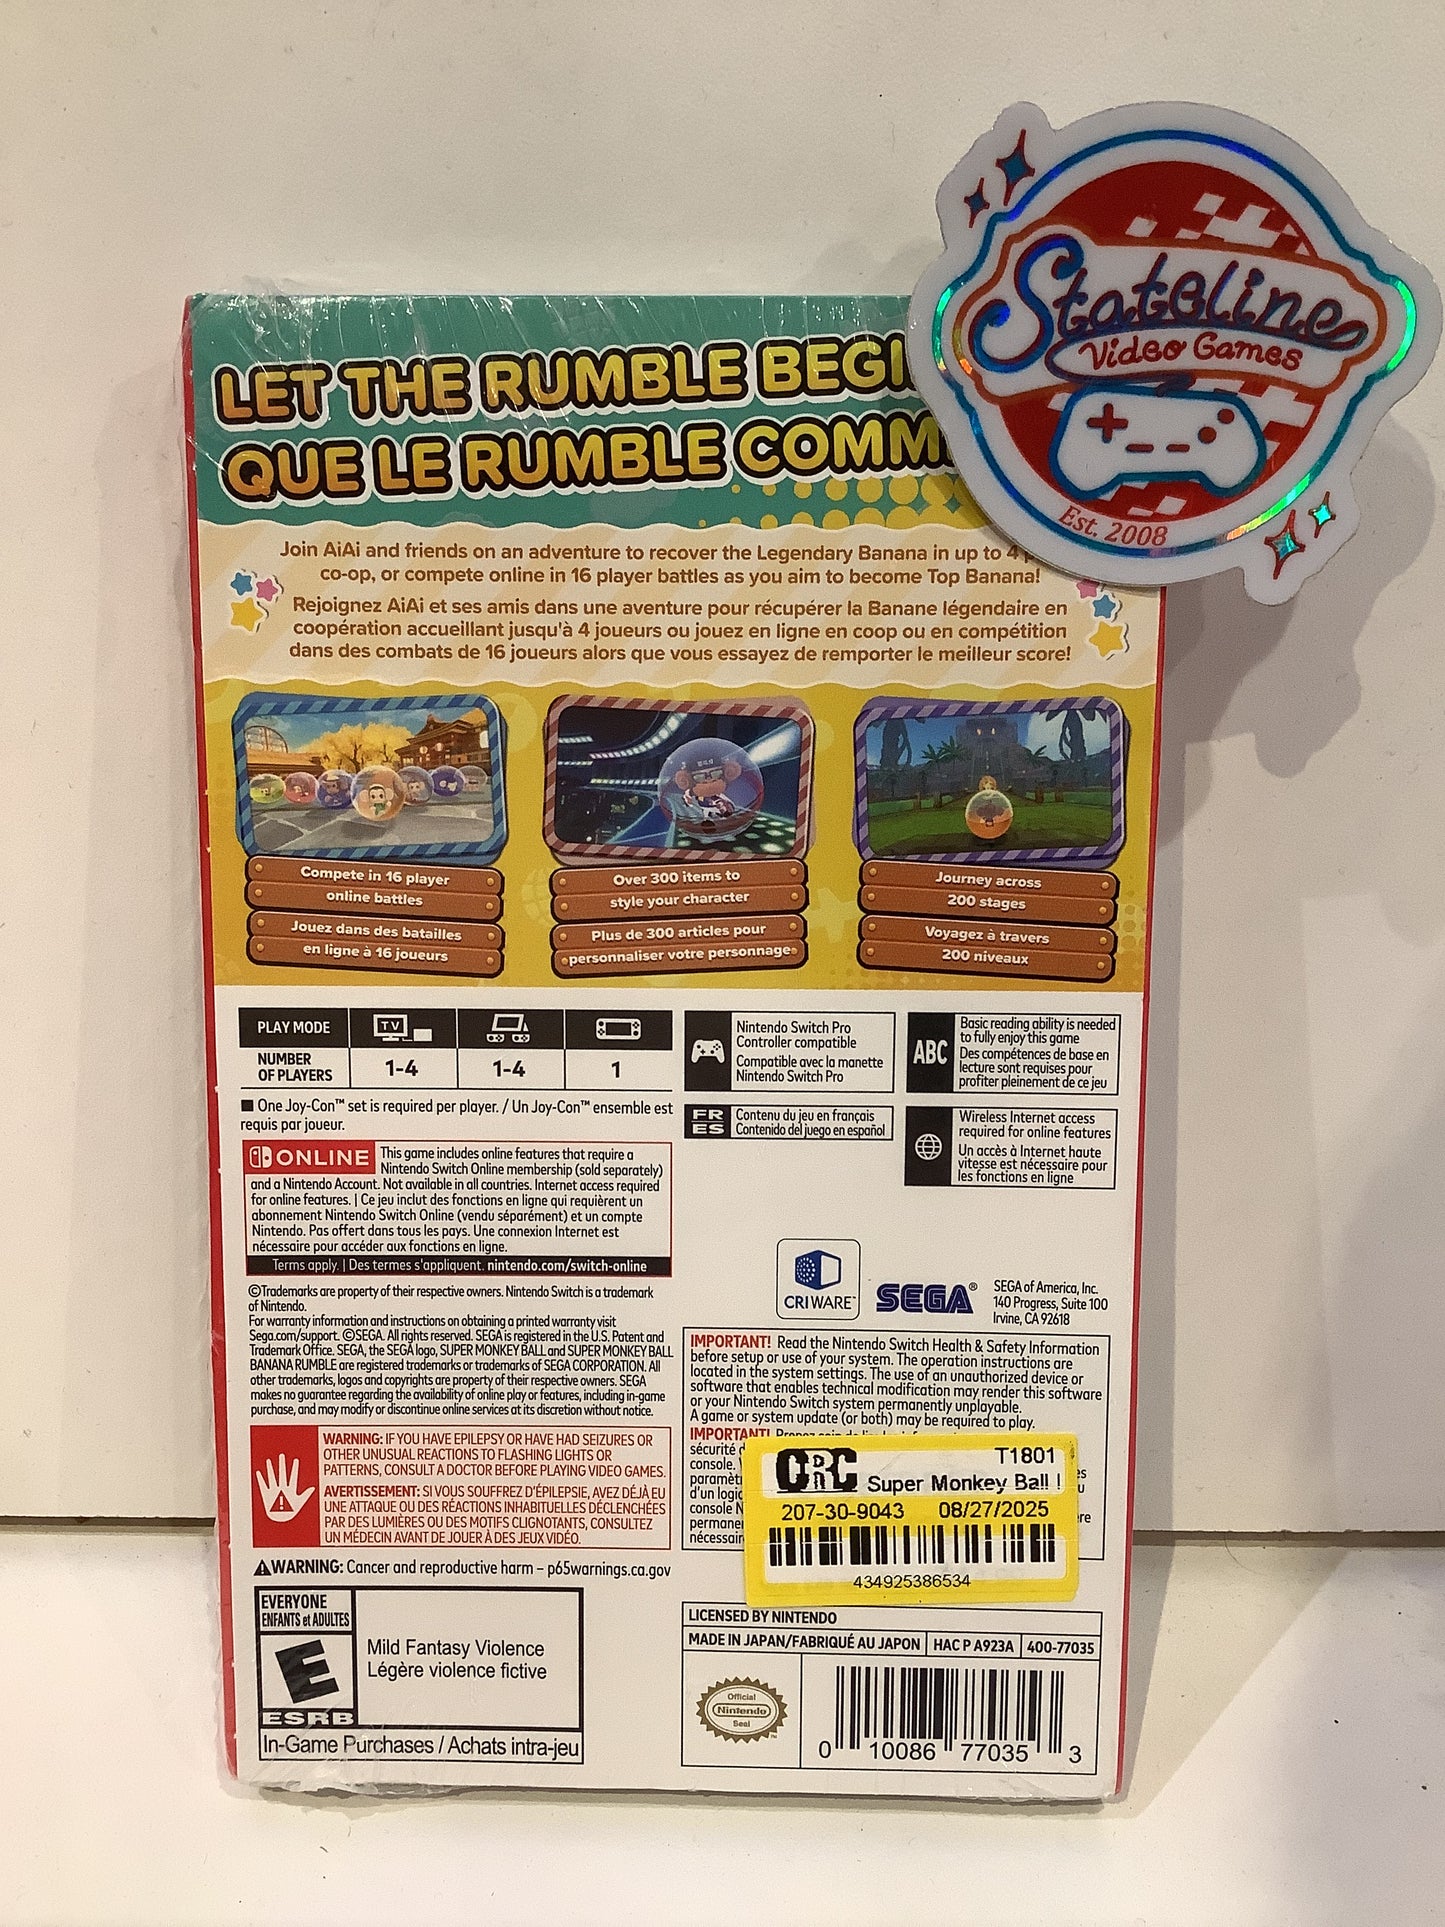 Stateline
Video Games
Est. 2008
LET THE RUMBLE BEGI
QUE LE RUMBLE COMM
Join AiAi and friends on an adventure to recover the Legendary Banana in up to 4
co-op, or compete online in 16 player battles as you aim to become Top Banana!
Rejoignez AiAi et ses amis dans une aventure pour récupérer la Banane légendaire en
coopération accueillant jusqu'à 4 joueurs ou jouez en ligne en coop ou en compétition
dans des combats de 16 joueurs alors que vous essayez de remporter le meilleur score!
Compete in 16 player
online battles
Jouez dans des batailles
en ligne à 16 joueurs
Over 300 items to
style your character
Plus de 300 articles pour
personnaliser votre personnage
Journey across
200 stages
Voyagez à travers
200 niveaux
PLAY MODE
TV
NUMBER
OF PLAYERS
1-4
1-4
1
■ One Joy-Con™ set is required per player. / Un Joy-Con™ ensemble est
requis par joueur.
Nintendo Switch Pro
Controller compatible
Compatible avec la manette
Nintendo Switch Pro
ABC
Basic reading ability is needed
to fully enjoy this game
Des compétences de base en
lecture sont requises pour
profiter pleinement de ce jeu
FR
ES
Contenu du jeu en français
Contenido del juego en español
Wireless Internet access
required for online features
Un accès à Internet haute
vitesse est nécessaire pour
les fonctions en ligne
ONLINE
This game includes online features that require a
Nintendo Switch Online membership (sold separately)
and a Nintendo Account. Not available in all countries. Internet access required
for online features. | Ce jeu inclut des fonctions en ligne qui requièrent un
abonnement Nintendo Switch Online (vendu séparément) et un compte
Nintendo. Pas offert dans tous les pays. Une connexion Internet est
nécessaire pour accéder aux fonctions en ligne.
Terms apply. | Des termes s'appliquent. nintendo.com/switch-online
©Trademarks are property of their respective owners. Nintendo Switch is a trademark
of Nintendo.
For warranty information and instructions on obtaining a printed warranty visit
Sega.com/support. ©SEGA. All rights reserved. SEGA is registered in the U.S. Patent and
Trademark Office. SEGA, the SEGA logo, SUPER MONKEY BALL and SUPER MONKEY BALL
BANANA RUMBLE are registered trademarks or trademarks of SEGA CORPORATION. All
other trademarks, logos and copyrights are property of their respective owners. SEGA
makes no guarantee regarding the availability of online play or features, including in-game
purchase, and may modify or discontinue online services at its discretion without notice.
CRIWARE™
SEGA®
SEGA of America, Inc.
140 Progress, Suite 100
Irvine, CA 92618
IMPORTANT! Read the Nintendo Switch Health & Safety Information
before setup or use of your system. The operation instructions are
located in the system settings. The use of an unauthorized device or
software that enables technical modification may render this software
or your Nintendo Switch system permanently unplayable.
A game or system update (or both) may be required to play.
IMPORTANT!
sécurité
console.
d'un
console N
WARNING: IF YOU HAVE EPILEPSY OR HAVE HAD SEIZURES OR
OTHER UNUSUAL REACTIONS TO FLASHING LIGHTS OR
PATTERNS, CONSULT A DOCTOR BEFORE PLAYING VIDEO GAMES.
AVERTISSEMENT: SI VOUS SOUFFREZ D'ÉPILEPSIE, AVEZ DÉJÀ EU
UNE ATTAQUE OU DES RÉACTIONS INHABITUELLES DÉCLENCHÉES
PAR DES LUMIÈRES OU DES MOTIFS CLIGNOTANTS, CONSULTEZ
UN MÉDECIN AVANT DE JOUER À DES JEUX VIDÉO.
WARNING: Cancer and reproductive harm – p65warnings.ca.gov
CRC
T1801
Super Monkey Ball
207-30-9043 08/27/2025
434925386534
EVERYONE
ENFANTS et ADULTES
E
ESRB
Mild Fantasy Violence
Légère violence fictive
In-Game Purchases / Achats intra-jeu
LICENSED BY NINTENDO
MADE IN JAPAN/FABRIQUÉ AU JAPON
HAC P A923A
400-77035
Official
Nintendo
Seal
0 10086 77035 3